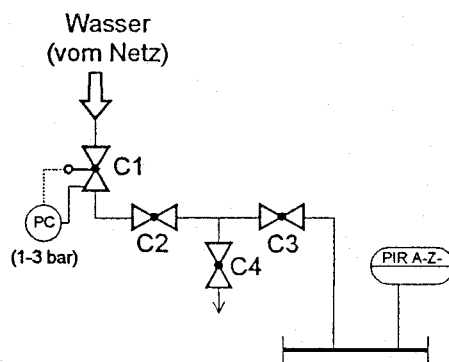 Wasser
(vom Netz)
C1
PC
(1-3 bar)
C2
C3
C4
PIR A-Z-